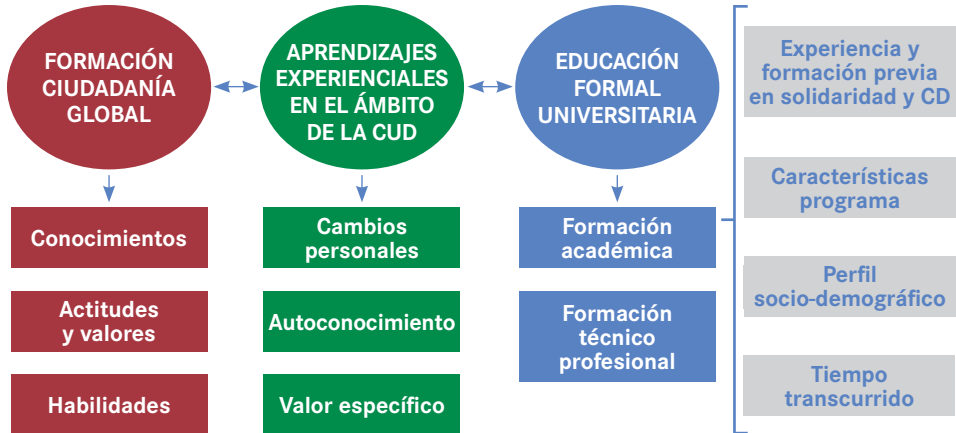 FORMACIÓN
CIUDADANÍA
GLOBAL
APRENDIZAJES
EXPERIENCIALES
EN EL ÁMBITO
DE LA CUD
EDUCACIÓN
FORMAL
UNIVERSITARIA
Conocimientos
Actitudes
y valores
Habilidades
Cambios
personales
Autoconocimiento
Valor específico
Formación
académica
Formación
técnico
profesional
Experiencia y
formación previa
en solidaridad y CD
Características
programa
Perfil
socio-demográfico
Tiempo
transcurrido